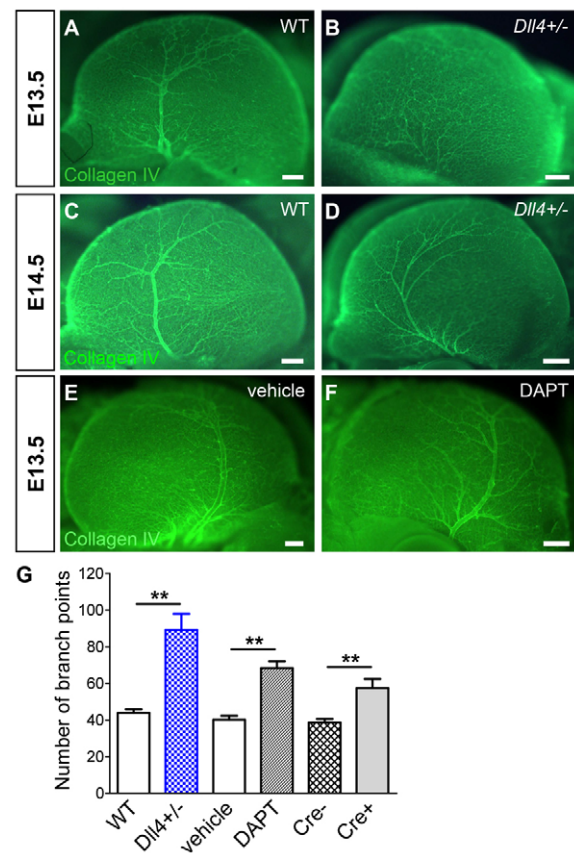 A
WT
B
Dll4+/-
E13.5
Collagen IV
C
WT
D
Dll4+/-
E14.5
Collagen IV
E
vehicle
F
DAPT
E13.5
Collagen IV
G
Number of branch points
120
100
80
60
40
20
0
**
**
**
WT
Dll4+/-
vehicle
DAPT
Cre-
Cre+